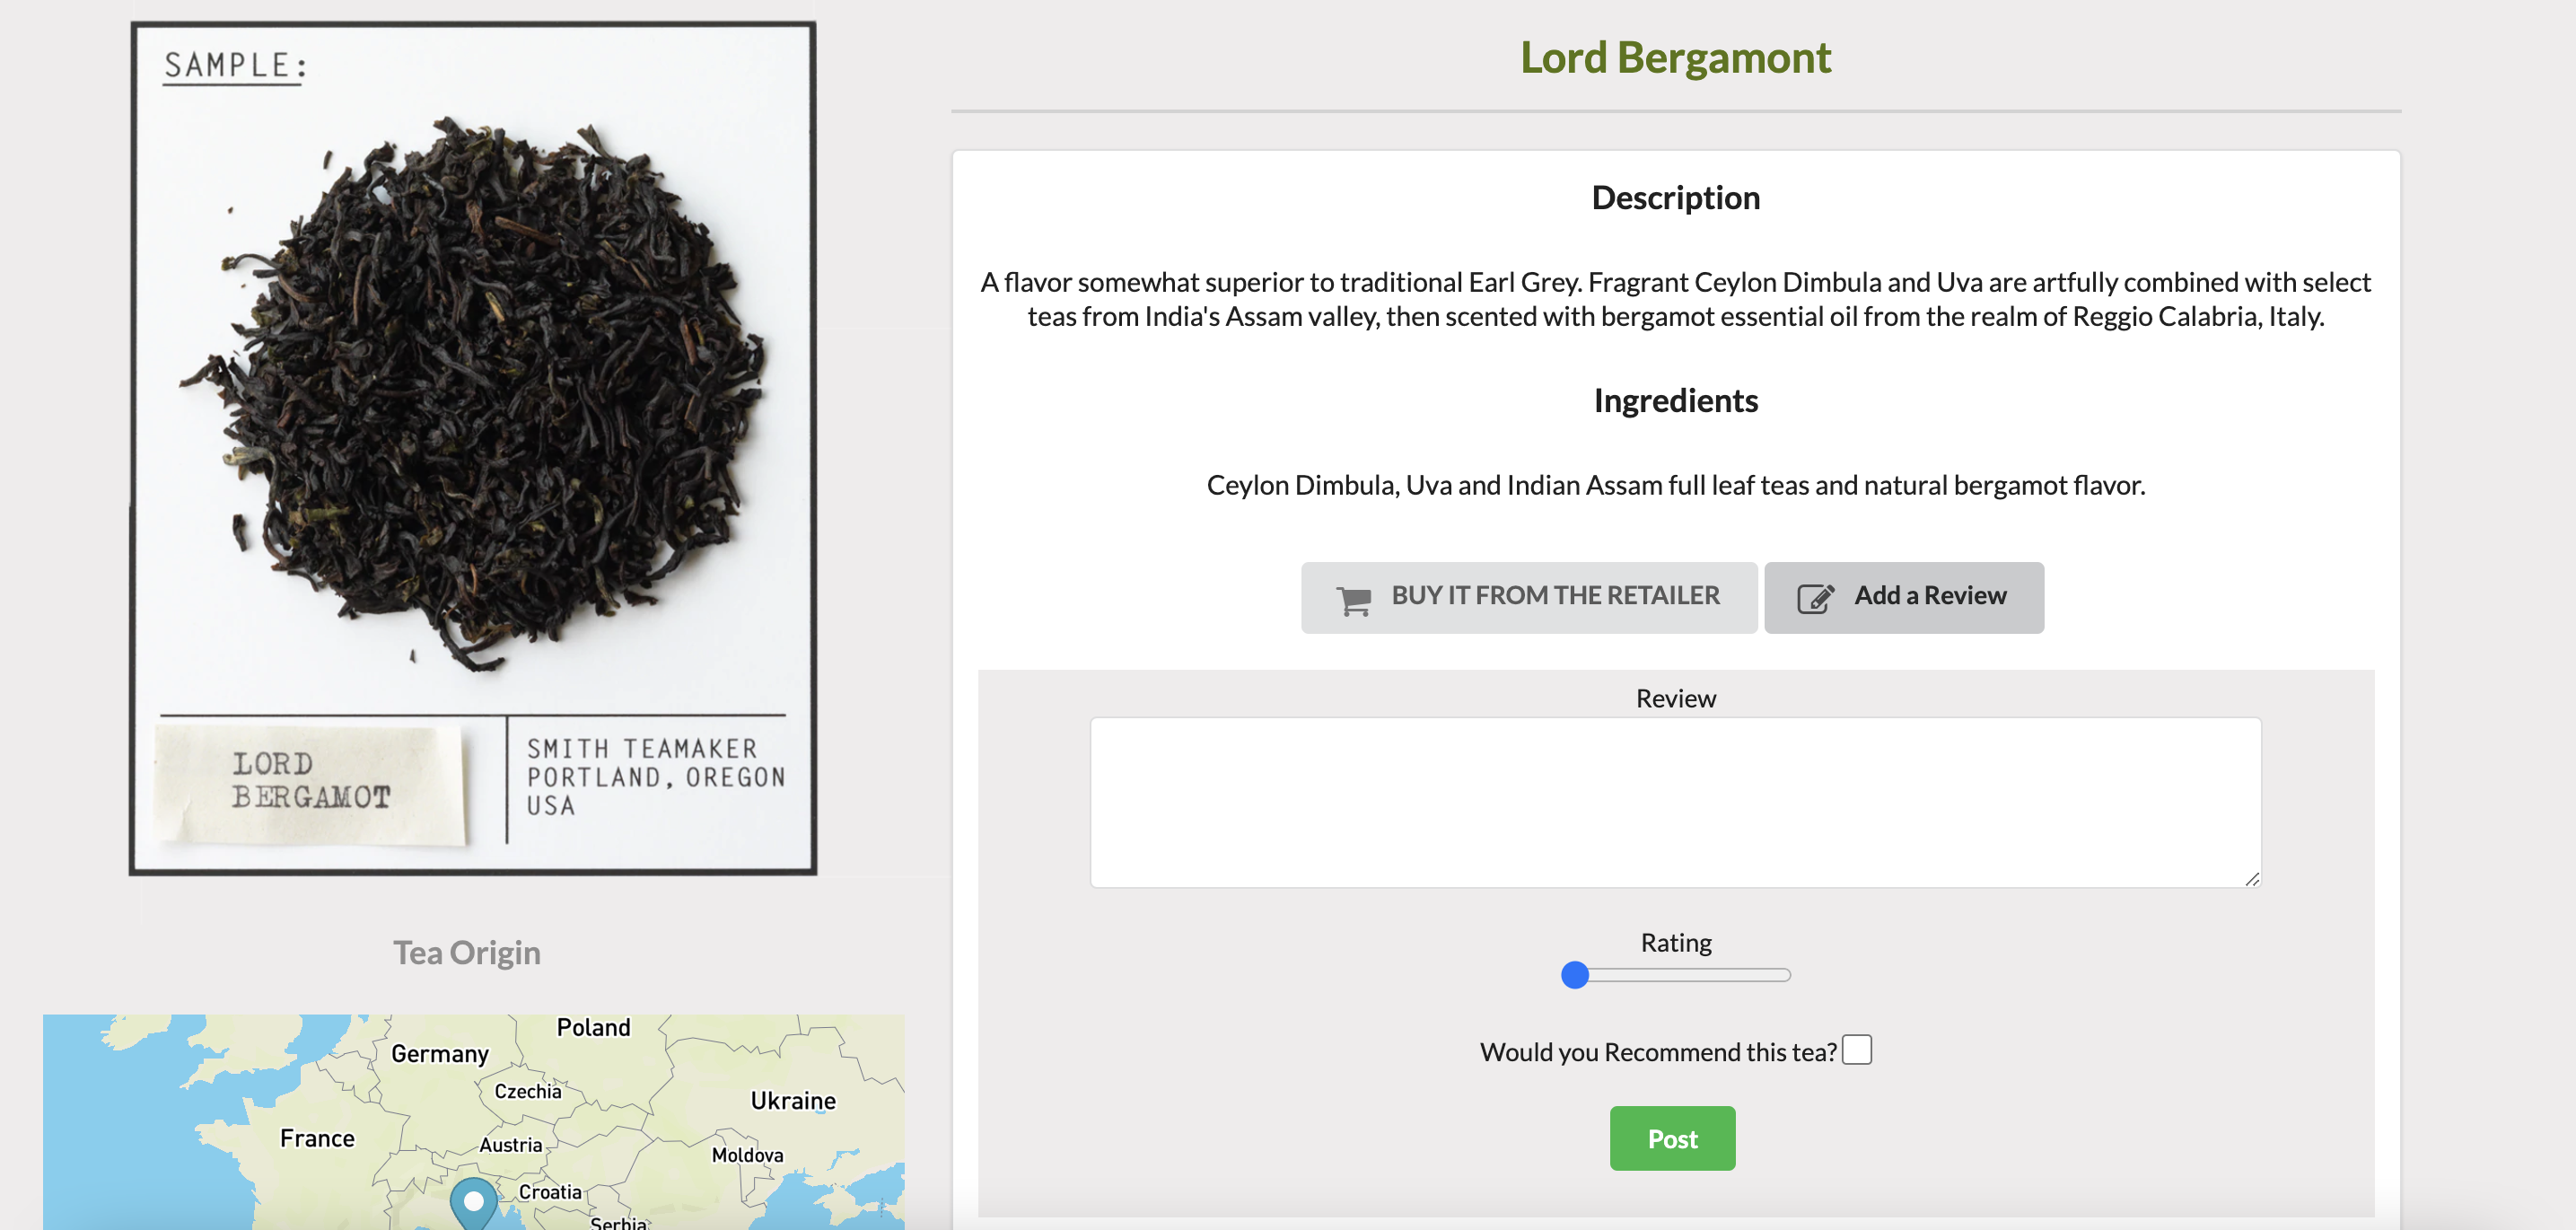 SAMPLE:
LORD
BERGAMOT
SMITH TEAMAKER
PORTLAND, OREGON
USA
Tea Origin
Poland
Germany
Czechia
Ukraine
France
Austria
Moldova
Croatia
Serbia
Lord Bergamont
Description
A flavor somewhat superior to traditional Earl Grey. Fragrant Ceylon Dimbula and Uva are artfully combined with select
teas from India's Assam valley, then scented with bergamot essential oil from the realm of Reggio Calabria, Italy.
Ingredients
Ceylon Dimbula, Uva and Indian Assam full leaf teas and natural bergamot flavor.
BUY IT FROM THE RETAILER
Add a Review
Review
Rating
Would you Recommend this tea?
Post